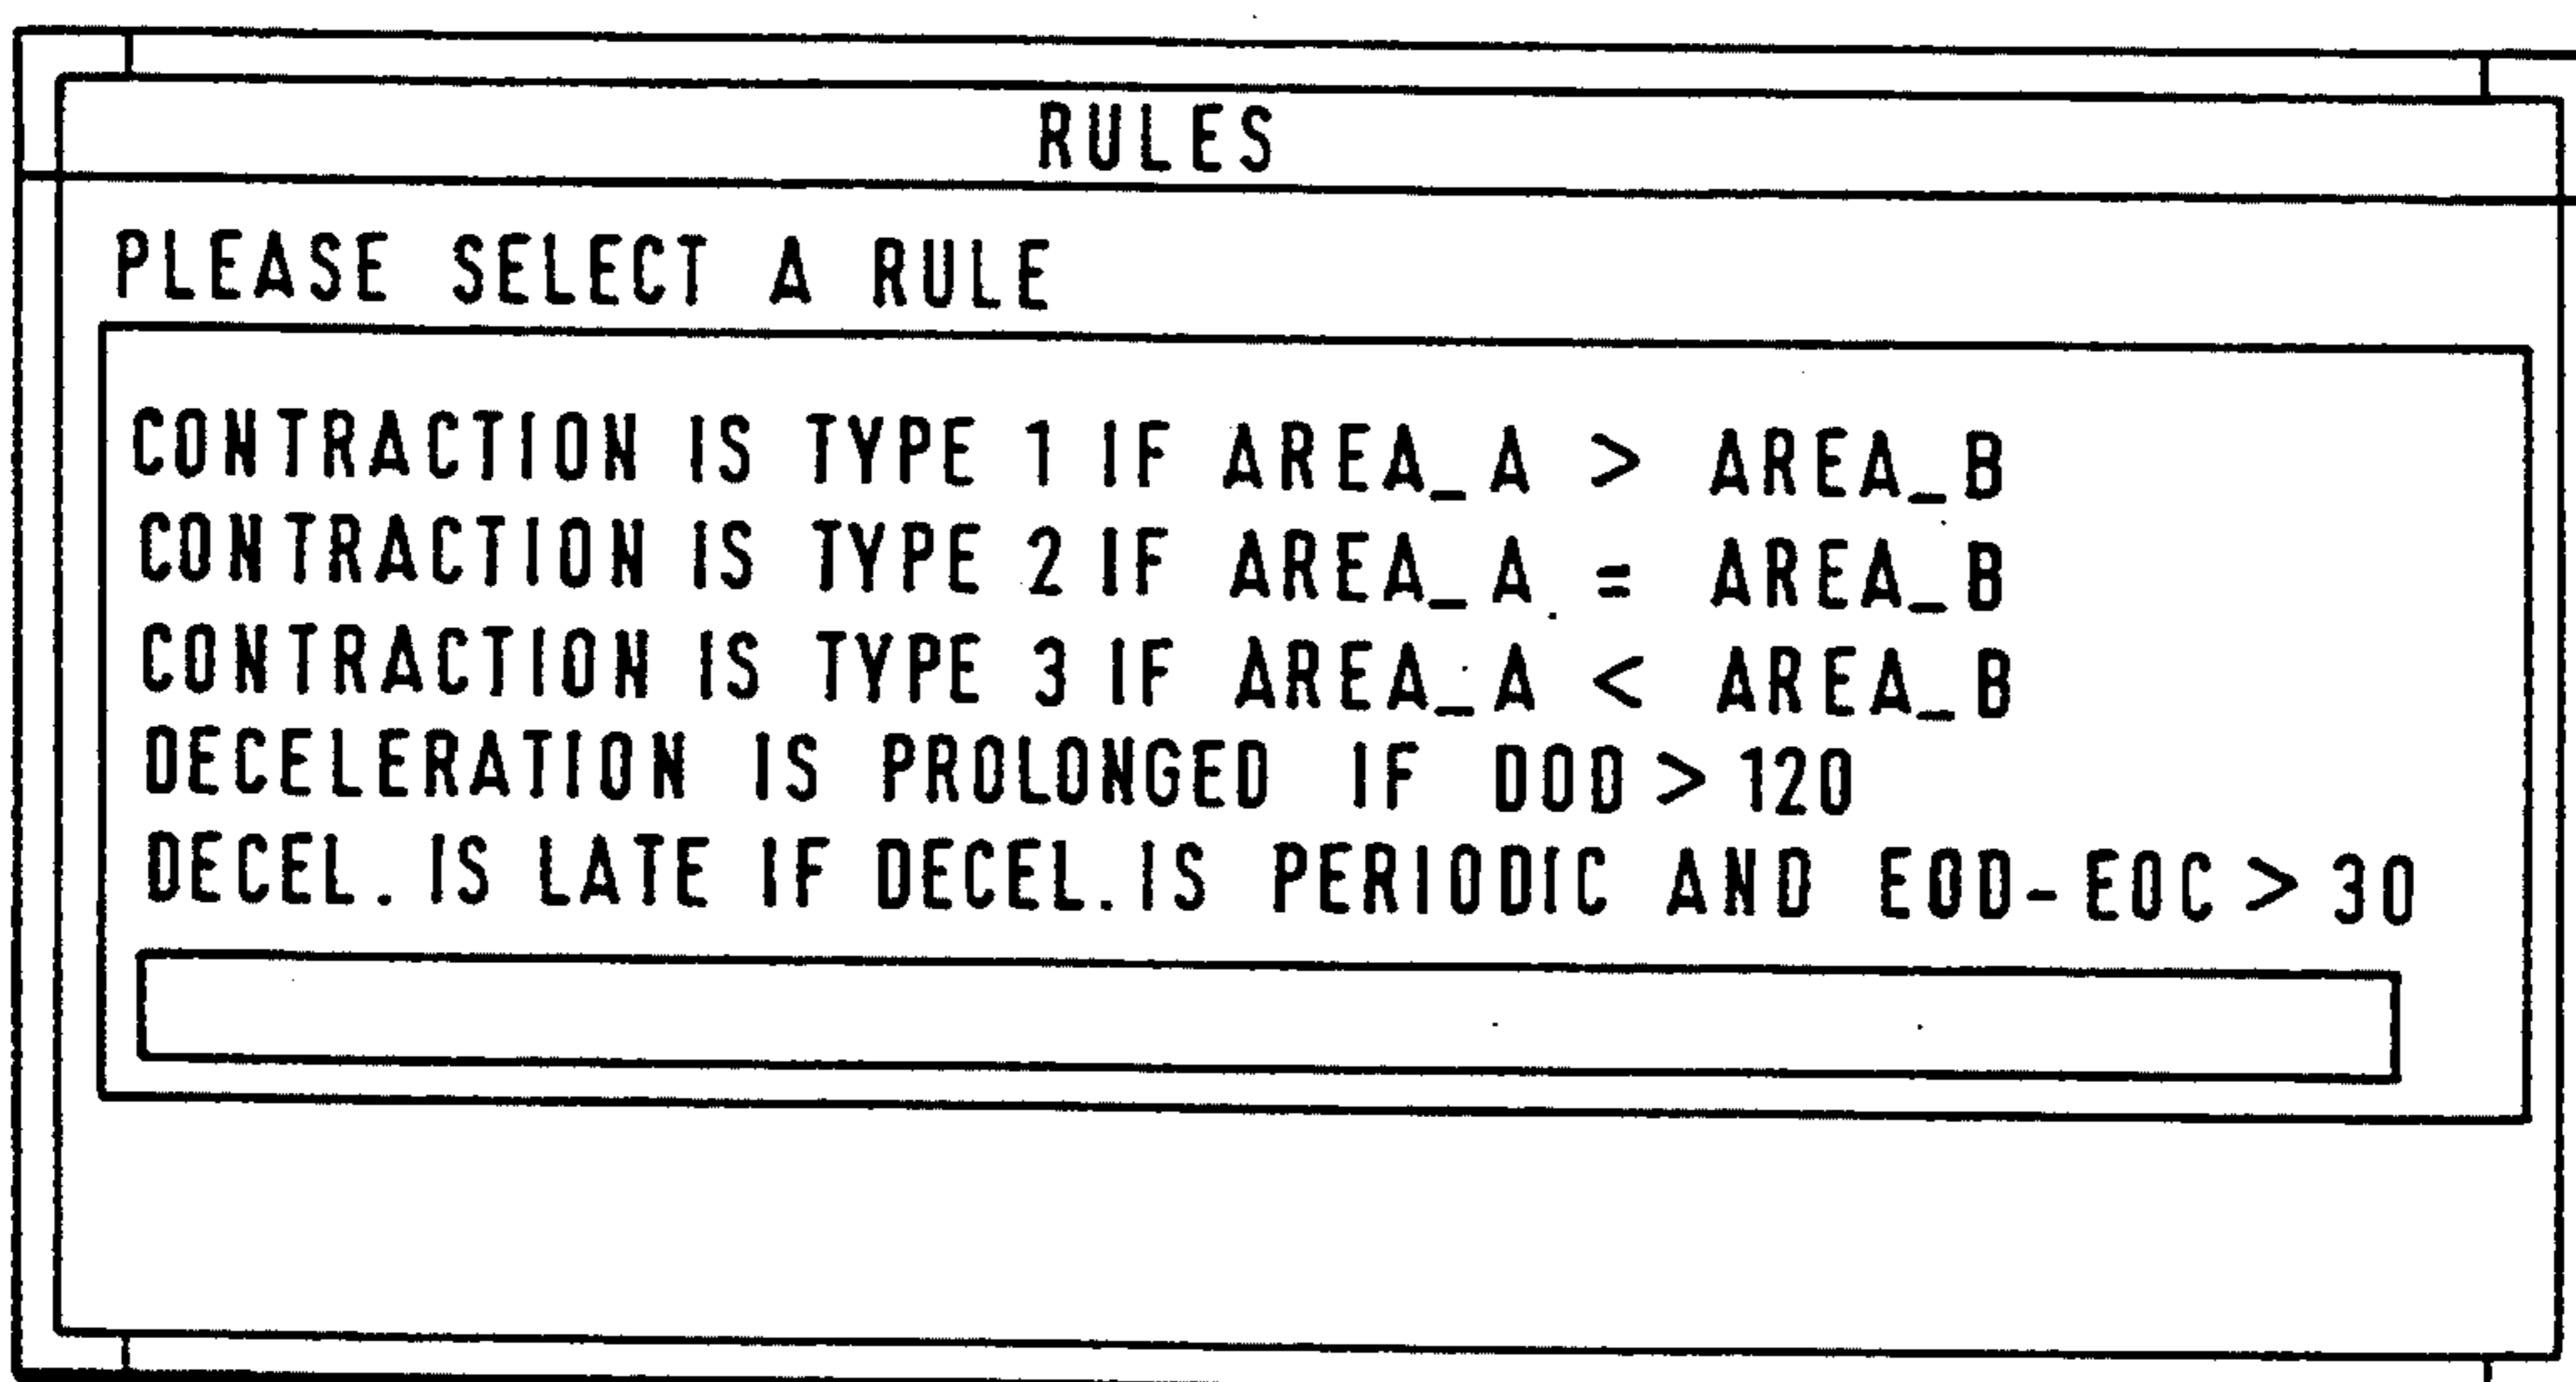 RULES
PLEASE SELECT A RULE
CONTRACTION IS TYPE 1 IF AREA_A > AREA_B
CONTRACTION IS TYPE 2 IF AREA_A = AREA_B
CONTRACTION IS TYPE 3 IF AREA_A < AREA_B
DECELERATION IS PROLONGED IF DOD > 120
DECEL. IS LATE IF DECEL. IS PERIODIC AND EOD-EOC > 30